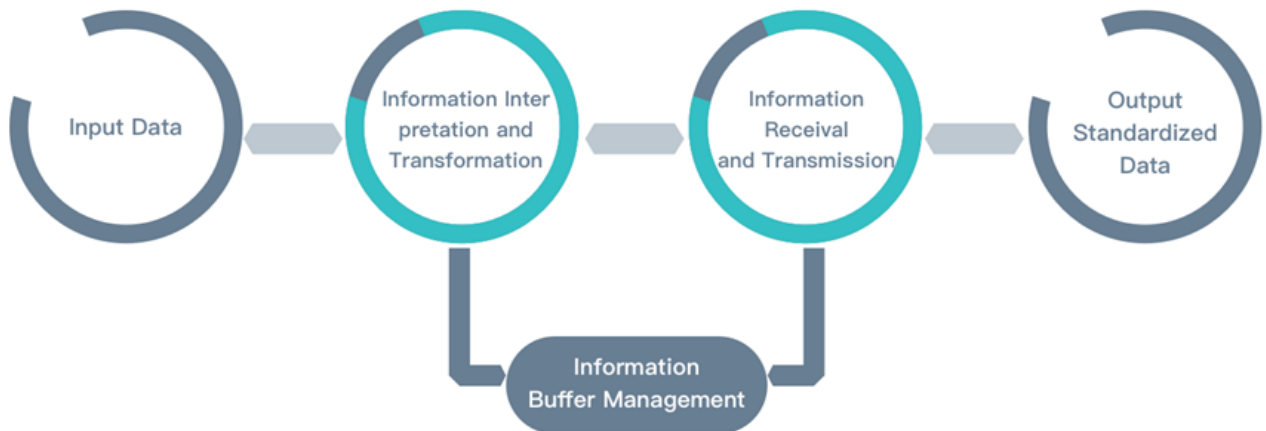 Input Data
Information Inter
pretation and
Transformation
Information
Receival
and Transmission
Output
Standardized
Data
Information
Buffer Management